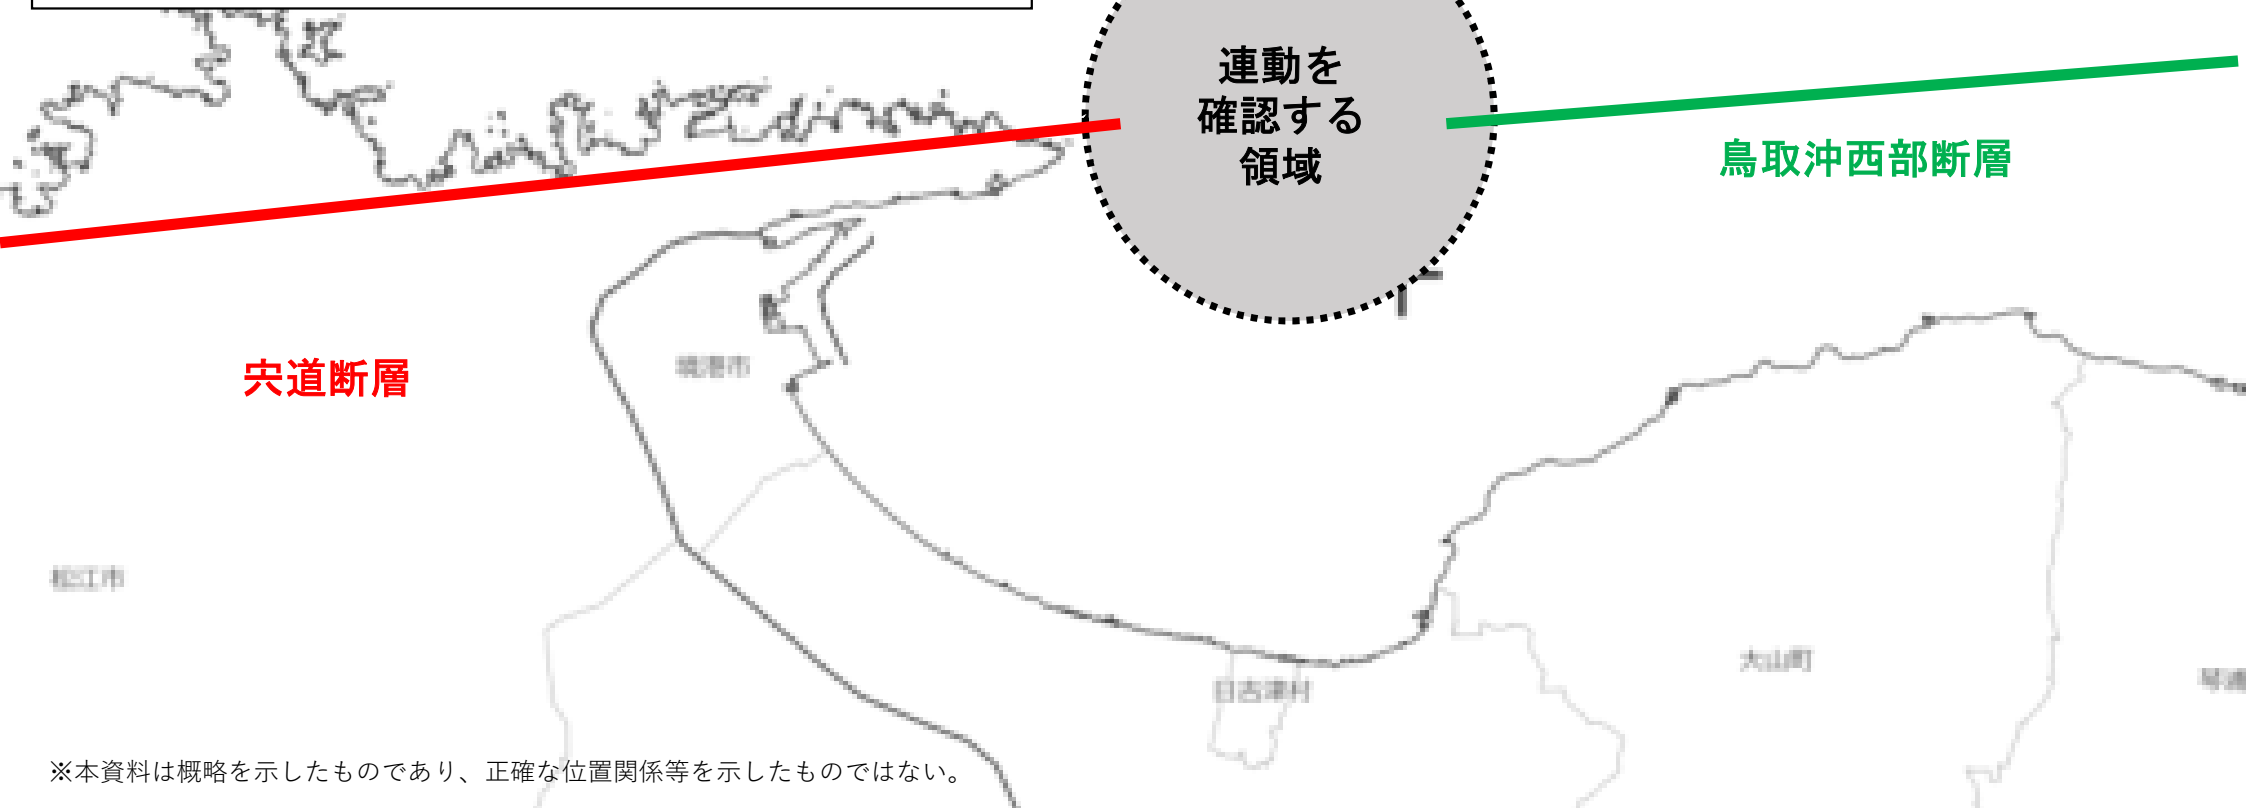 連動を
確認する
領域
鳥取沖西部断層
宍道断層
境港市
松江市
大山町
日吉津村
※本資料は概略を示したものであり、正確な位置関係等を示したものではない。